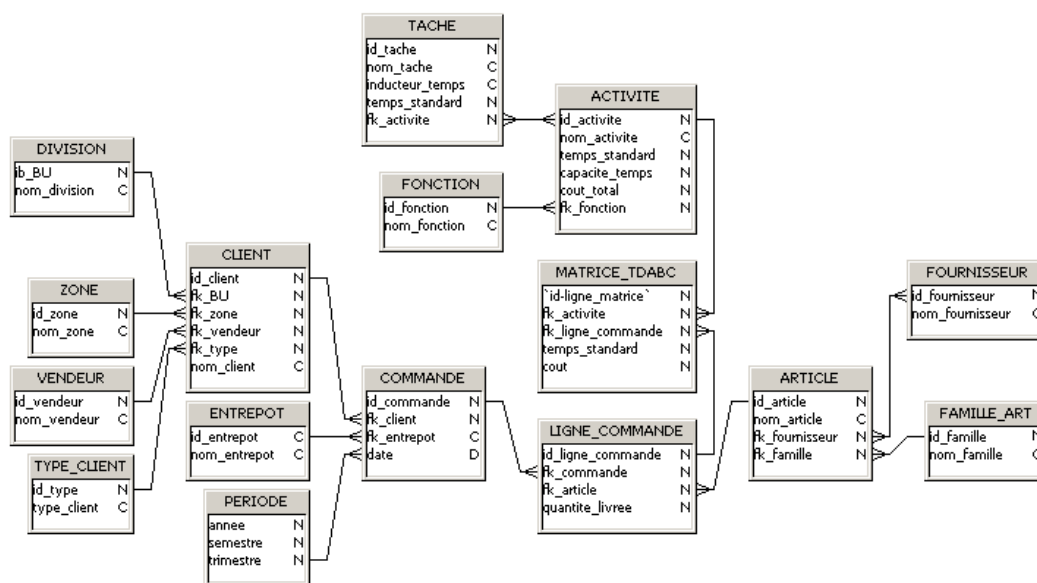 TACHE
id_tache N
nom_tache C
inducteur_temps C
temps_standard N
fk_activite N
ACTIVITE
id_activite N
nom_activite C
temps_standard N
capacite_temps N
cout_total N
fk_fonction N
DIVISION
ib_BU N
nom_division C
FONCTION
id_fonction N
nom_fonction C
CLIENT
id_client N
fk_BU N
fk_zone N
fk_vendeur N
fk_type N
nom_client C
ZONE
id_zone N
nom_zone C
MATRICE_TDABC
`id-ligne_matrice` N
fk_activite N
fk_ligne_commande N
temps_standard N
cout N
FOURNISSEUR
id_fournisseur N
nom_fournisseur C
VENDEUR
id_vendeur N
nom_vendeur C
COMMANDE
id_commande N
fk_client N
fk_entrepot C
date D
ARTICLE
id_article N
nom_article C
fk_fournisseur N
fk_famille N
ENTREPOT
id_entrepot C
nom_entrepot C
FAMILLE_ART
id_famille N
nom_famille C
LIGNE_COMMANDE
id_ligne_commande N
fk_commande N
fk_article N
quantite_livree N
TYPE_CLIENT
id_type N
type_client C
PERIODE
annee N
semestre N
trimestre N